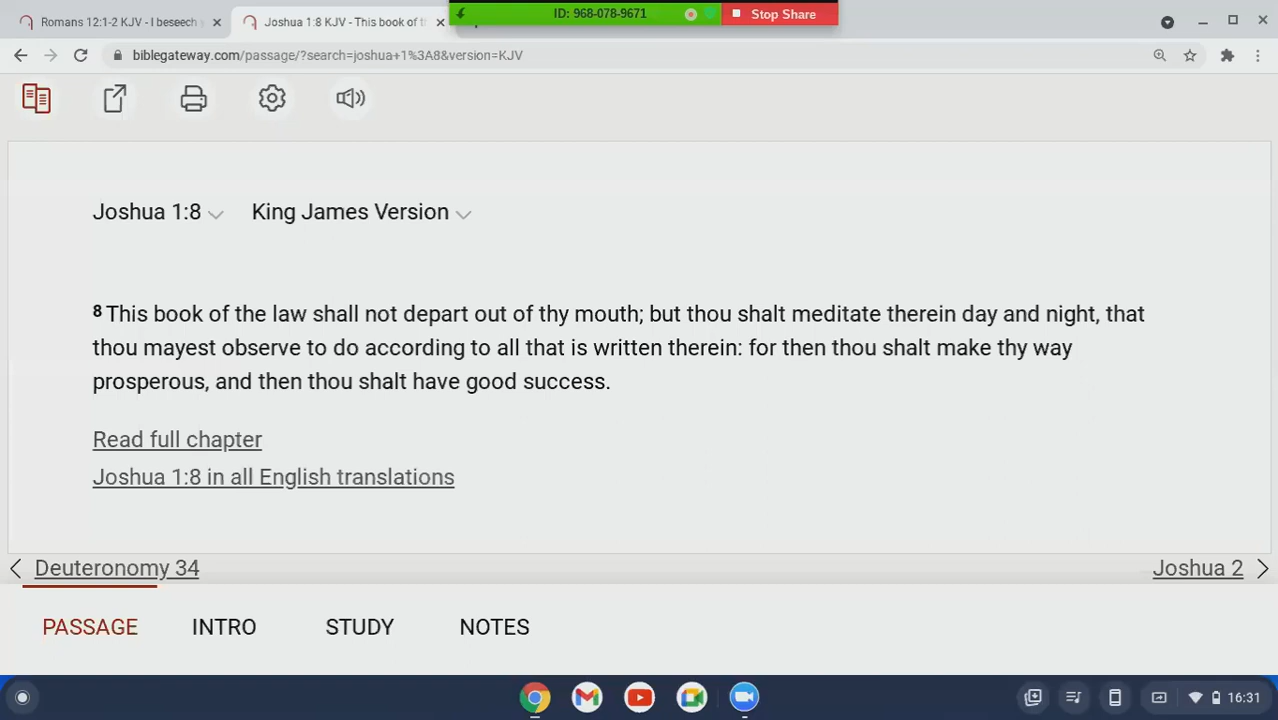 Romans 12:1-2 KJV - I beseech
Joshua 1:8 KJV - This book of t
ID: 968-078-9671
Stop Share
biblegateway.com/passage/?search=joshua+1%3A8&version=KJV
Joshua 1:8
King James Version
8 This book of the law shall not depart out of thy mouth; but thou shalt meditate therein day and night, that
thou mayest observe to do according to all that is written therein: for then thou shalt make thy way
prosperous, and then thou shalt have good success.
Read full chapter
Joshua 1:8 in all English translations
Deuteronomy 34
Joshua 2
PASSAGE
INTRO
STUDY
NOTES
16:31